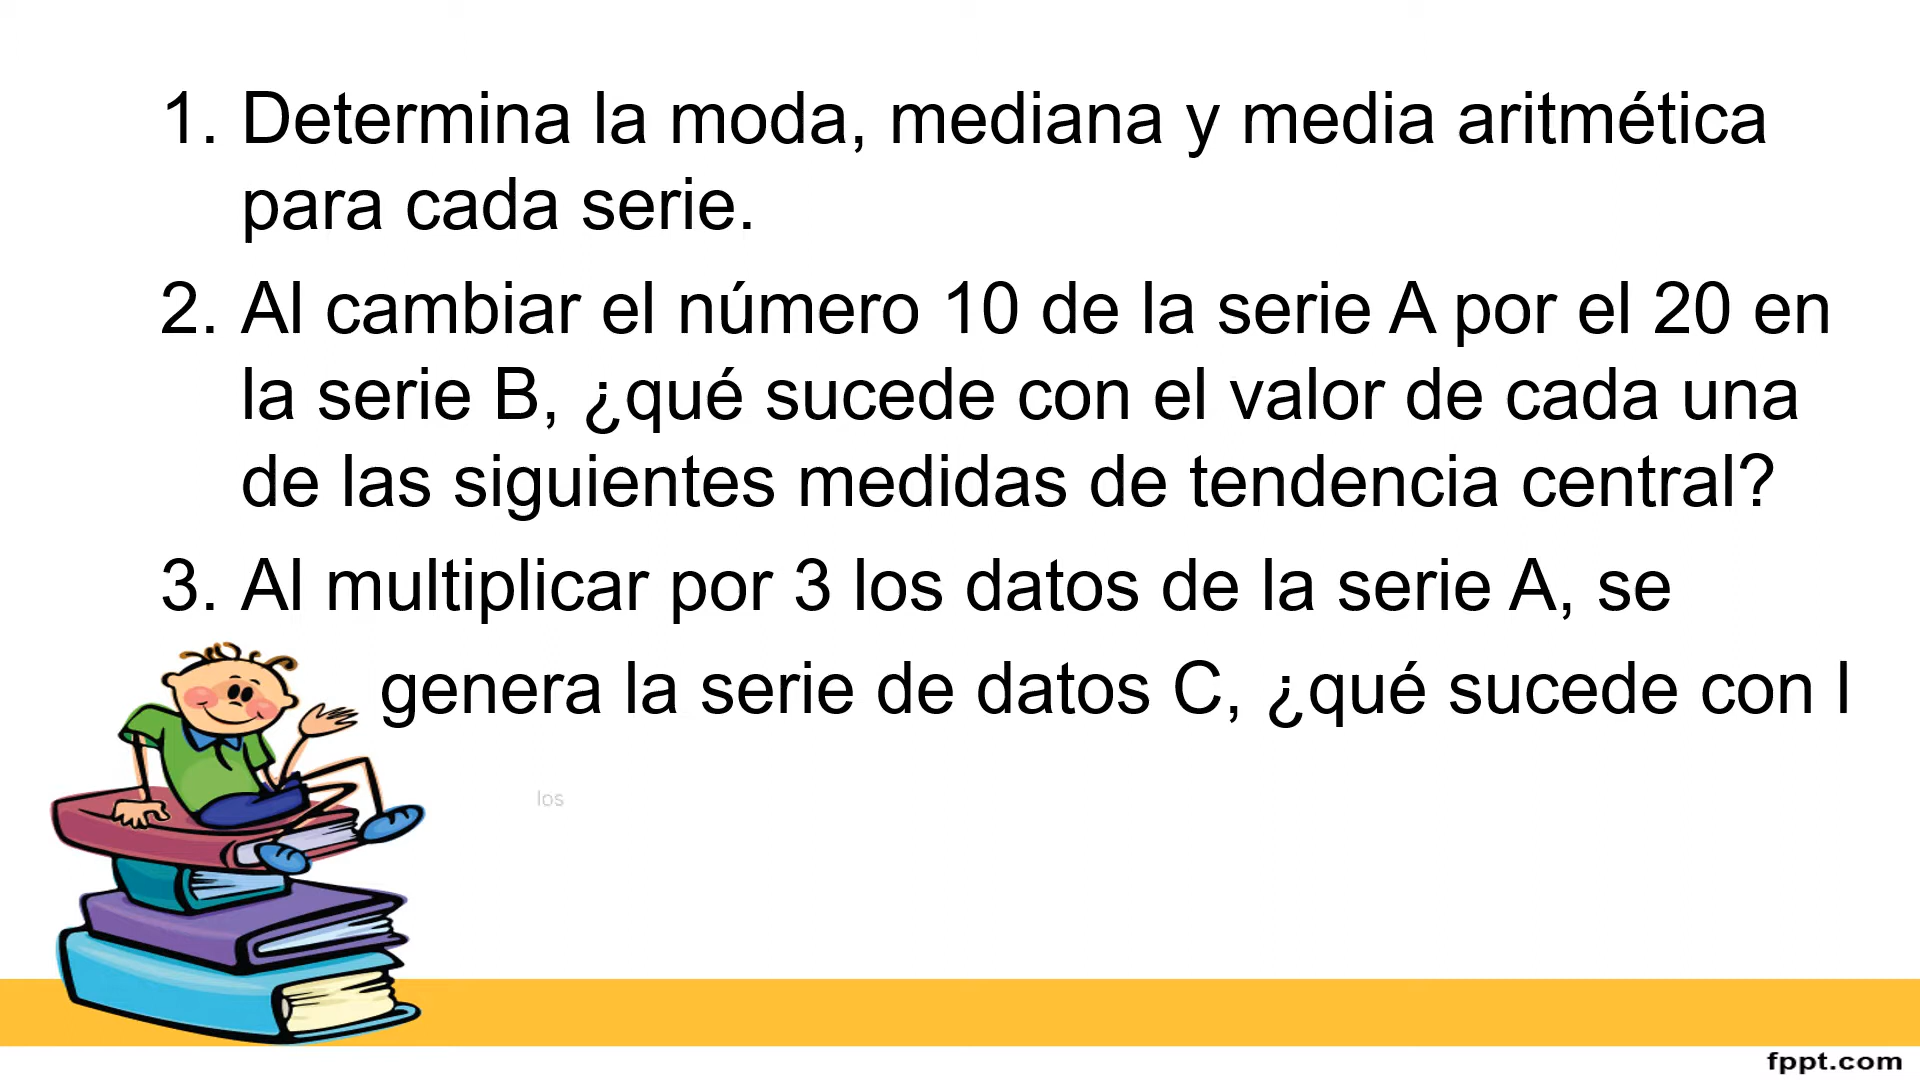 1. Determina la moda, mediana y media aritmética
para cada serie.
2. Al cambiar el número 10 de la serie A por el 20 en
la serie B, ¿qué sucede con el valor de cada una
de las siguientes medidas de tendencia central?
3. Al multiplicar por 3 los datos de la serie A, se
genera la serie de datos C, ¿qué sucede con l
los
fppt.com